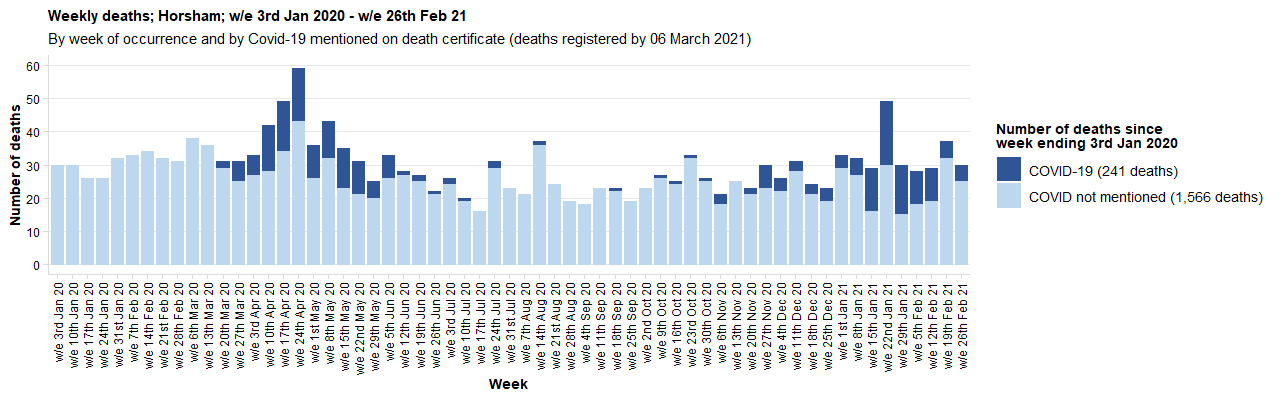 Weekly deaths; Horsham; w/e 3rd Jan 2020 - w/e 26th Feb 21
By week of occurrence and by Covid-19 mentioned on death certificate (deaths registered by 06 March 2021)
Number of deaths
60
50
40
30
20
10
0
w/e 3rd Jan 20
w/e 10th Jan 20
w/e 17th Jan 20
w/e 24th Jan 20
w/e 31st Jan 20
w/e 7th Feb 20
w/e 14th Feb 20
w/e 21st Feb 20
w/e 28th Feb 20
w/e 6th Mar 20
w/e 13th Mar 20
w/e 20th Mar 20
w/e 27th Mar 20
w/e 3rd Apr 20
w/e 10th Apr 20
w/e 17th Apr 20
w/e 24th Apr 20
w/e 1st May 20
w/e 8th May 20
w/e 15th May 20
w/e 22nd May 20
w/e 29th May 20
w/e 5th Jun 20
w/e 12th Jun 20
w/e 19th Jun 20
w/e 26th Jun 20
w/e 3rd Jul 20
w/e 10th Jul 20
w/e 17th Jul 20
w/e 24th Jul 20
w/e 31st Jul 20
w/e 7th Aug 20
w/e 14th Aug 20
w/e 21st Aug 20
w/e 28th Aug 20
w/e 4th Sep 20
w/e 11th Sep 20
w/e 18th Sep 20
w/e 25th Sep 20
w/e 2nd Oct 20
w/e 9th Oct 20
w/e 16th Oct 20
w/e 23rd Oct 20
w/e 30th Oct 20
w/e 6th Nov 20
w/e 13th Nov 20
w/e 20th Nov 20
w/e 27th Nov 20
w/e 4th Dec 20
w/e 11th Dec 20
w/e 18th Dec 20
w/e 25th Dec 20
w/e 1st Jan 21
w/e 8th Jan 21
w/e 15th Jan 21
w/e 22nd Jan 21
w/e 29th Jan 21
w/e 5th Feb 21
w/e 12th Feb 21
w/e 19th Feb 21
w/e 26th Feb 21
Week
Number of deaths since
week ending 3rd Jan 2020
COVID-19 (241 deaths)
COVID not mentioned (1,566 deaths)